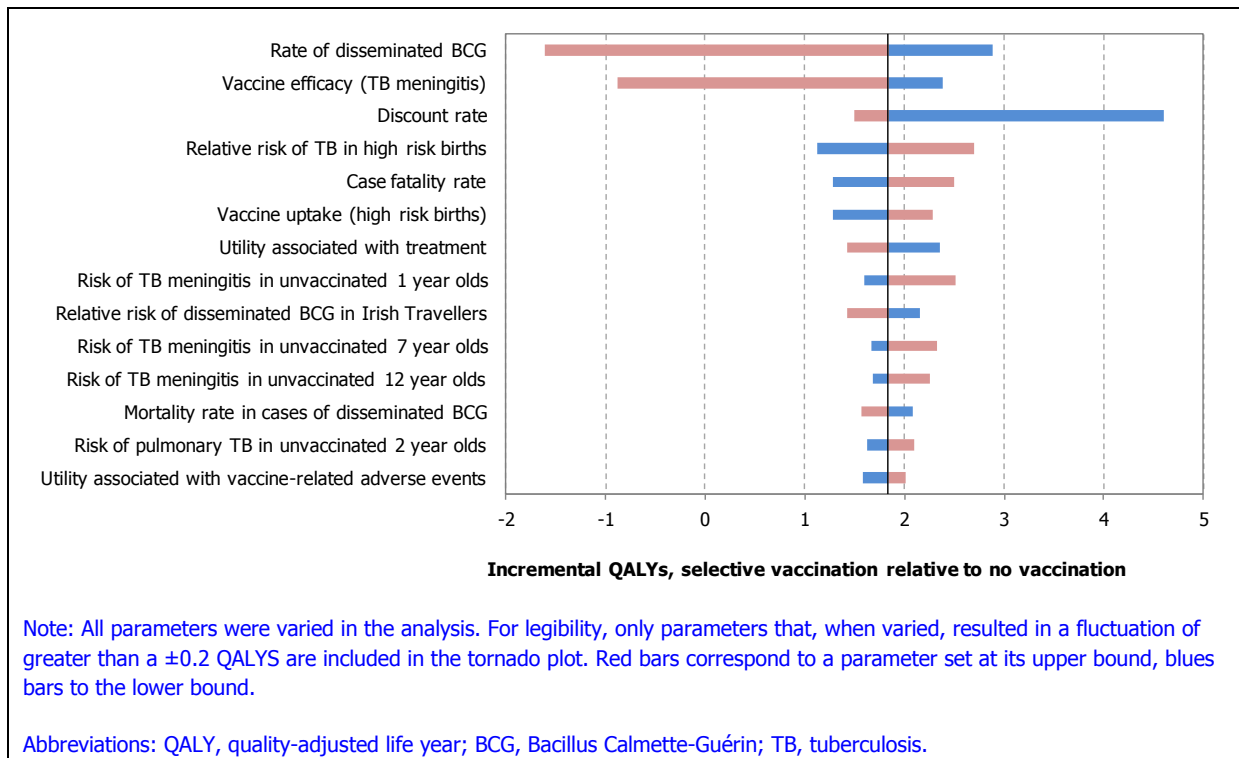 Rate of disseminated BCG
Vaccine efficacy (TB meningitis)
Discount rate
Relative risk of TB in high risk births
Case fatality rate
Vaccine uptake (high risk births)
Utility associated with treatment
Risk of TB meningitis in unvaccinated 1 year olds
Relative risk of disseminated BCG in Irish Travellers
Risk of TB meningitis in unvaccinated 7 year olds
Risk of TB meningitis in unvaccinated 12 year olds
Mortality rate in cases of disseminated BCG
Risk of pulmonary TB in unvaccinated 2 year olds
Utility associated with vaccine-related adverse events
-2 -1 0 1 2 3 4 5
Incremental QALYs, selective vaccination relative to no vaccination
Note: All parameters were varied in the analysis. For legibility, only parameters that, when varied, resulted in a fluctuation of
greater than a ±0.2 QALYS are included in the tornado plot. Red bars correspond to a parameter set at its upper bound, blues
bars to the lower bound.
Abbreviations: QALY, quality-adjusted life year; BCG, Bacillus Calmette-Guérin; TB, tuberculosis.